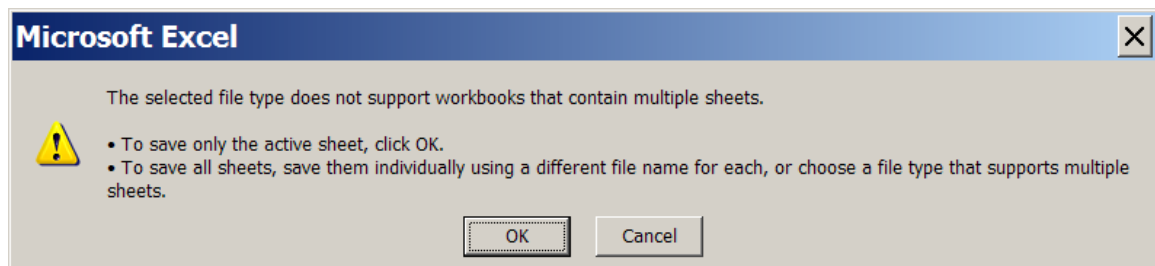 Microsoft Excel
The selected file type does not support workbooks that contain multiple sheets.
• To save only the active sheet, click OK.
• To save all sheets, save them individually using a different file name for each, or choose a file type that supports multiple
sheets.
OK
Cancel